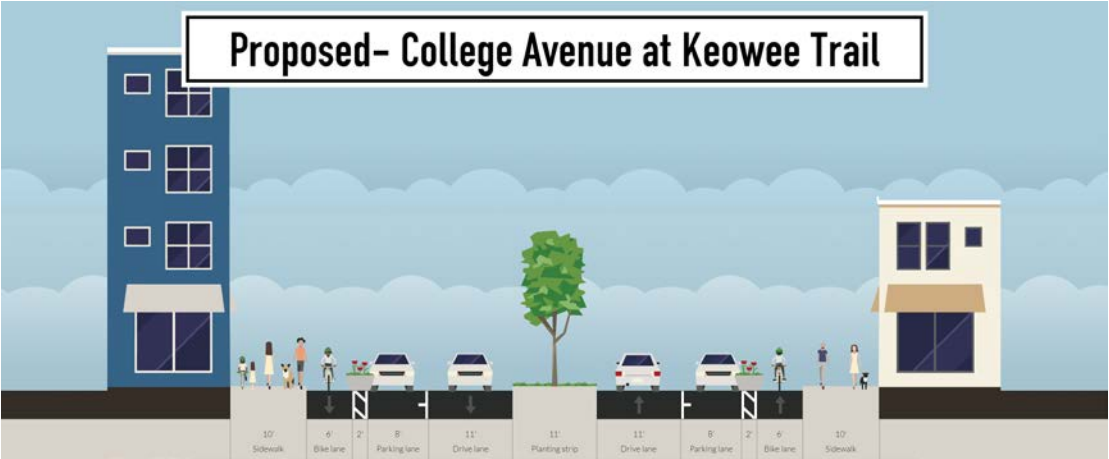 Proposed- College Avenue at Keowee Trail
10' 6' 2' 8' 11' 11' 11' 8' 2' 6' 10'
Sidewalk Bike lane Parking lane Drive lane Planting strip Drive lane Parking lane Bike lane Sidewalk